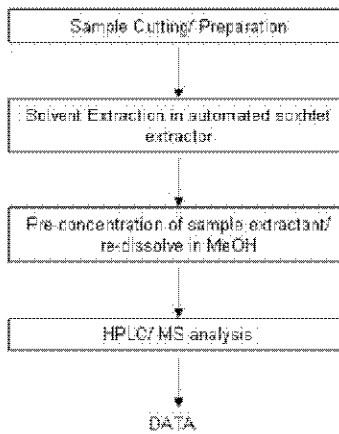 Sample Cutting/ Preparation
Solvent Extraction in automated soxhlet
extractor
Pre-concentration of sample extractant/
re-dissolve in MeOH
HPLC/ MS analysis
DATA